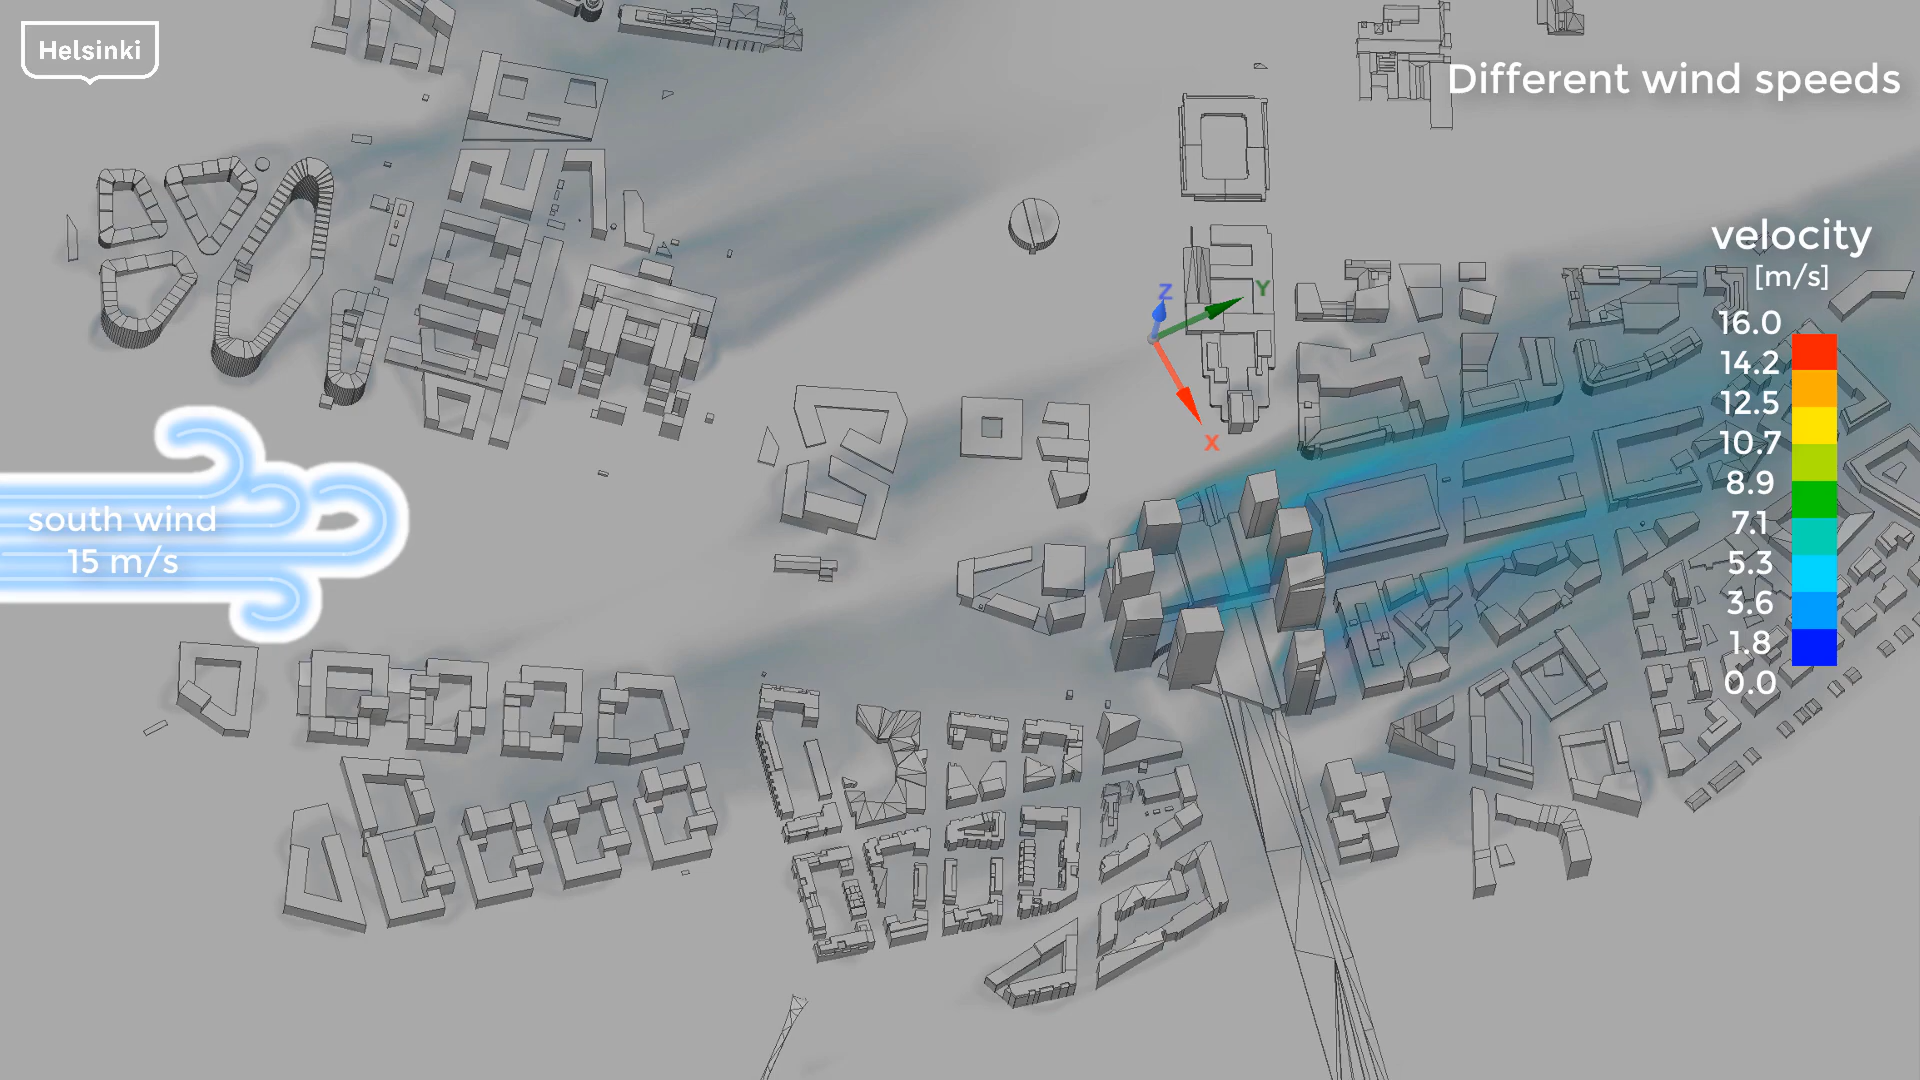 Helsinki
Different wind speeds
velocity
[m/s]
16.0
14.2
12.5
10.7
8.9
7.1
5.3
3.6
1.8
0.0
Z
Y
X
south wind
15 m/s